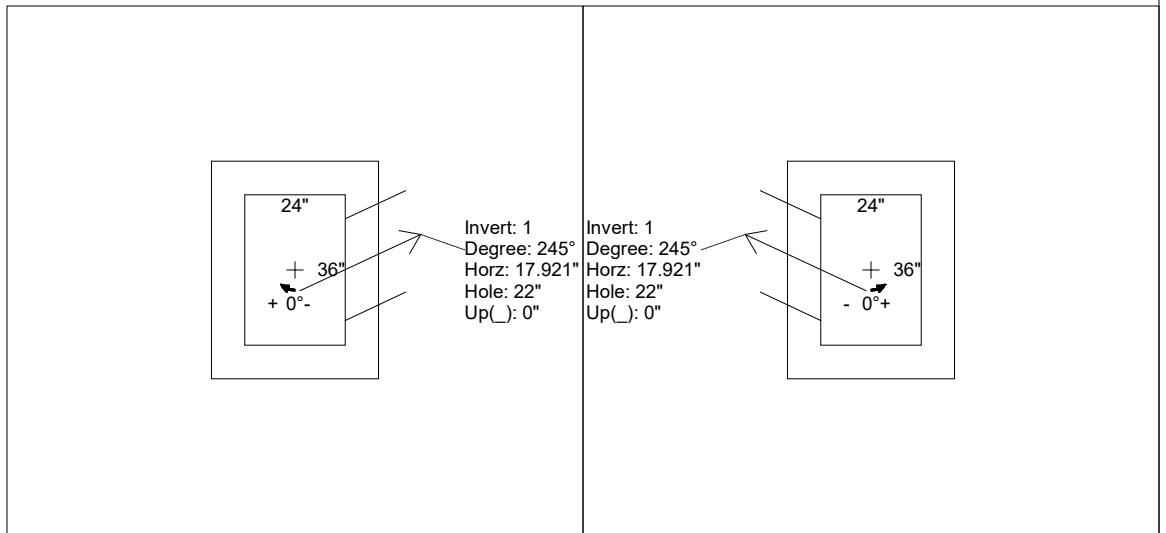 24"
36"
+ 0°-
Invert: 1
Degree: 245°
Horz: 17.921"
Hole: 22"
Up(_): 0"
Invert: 1
Degree: 245°
Horz: 17.921"
Hole: 22"
Up(_): 0"
24"
36"
- 0°+